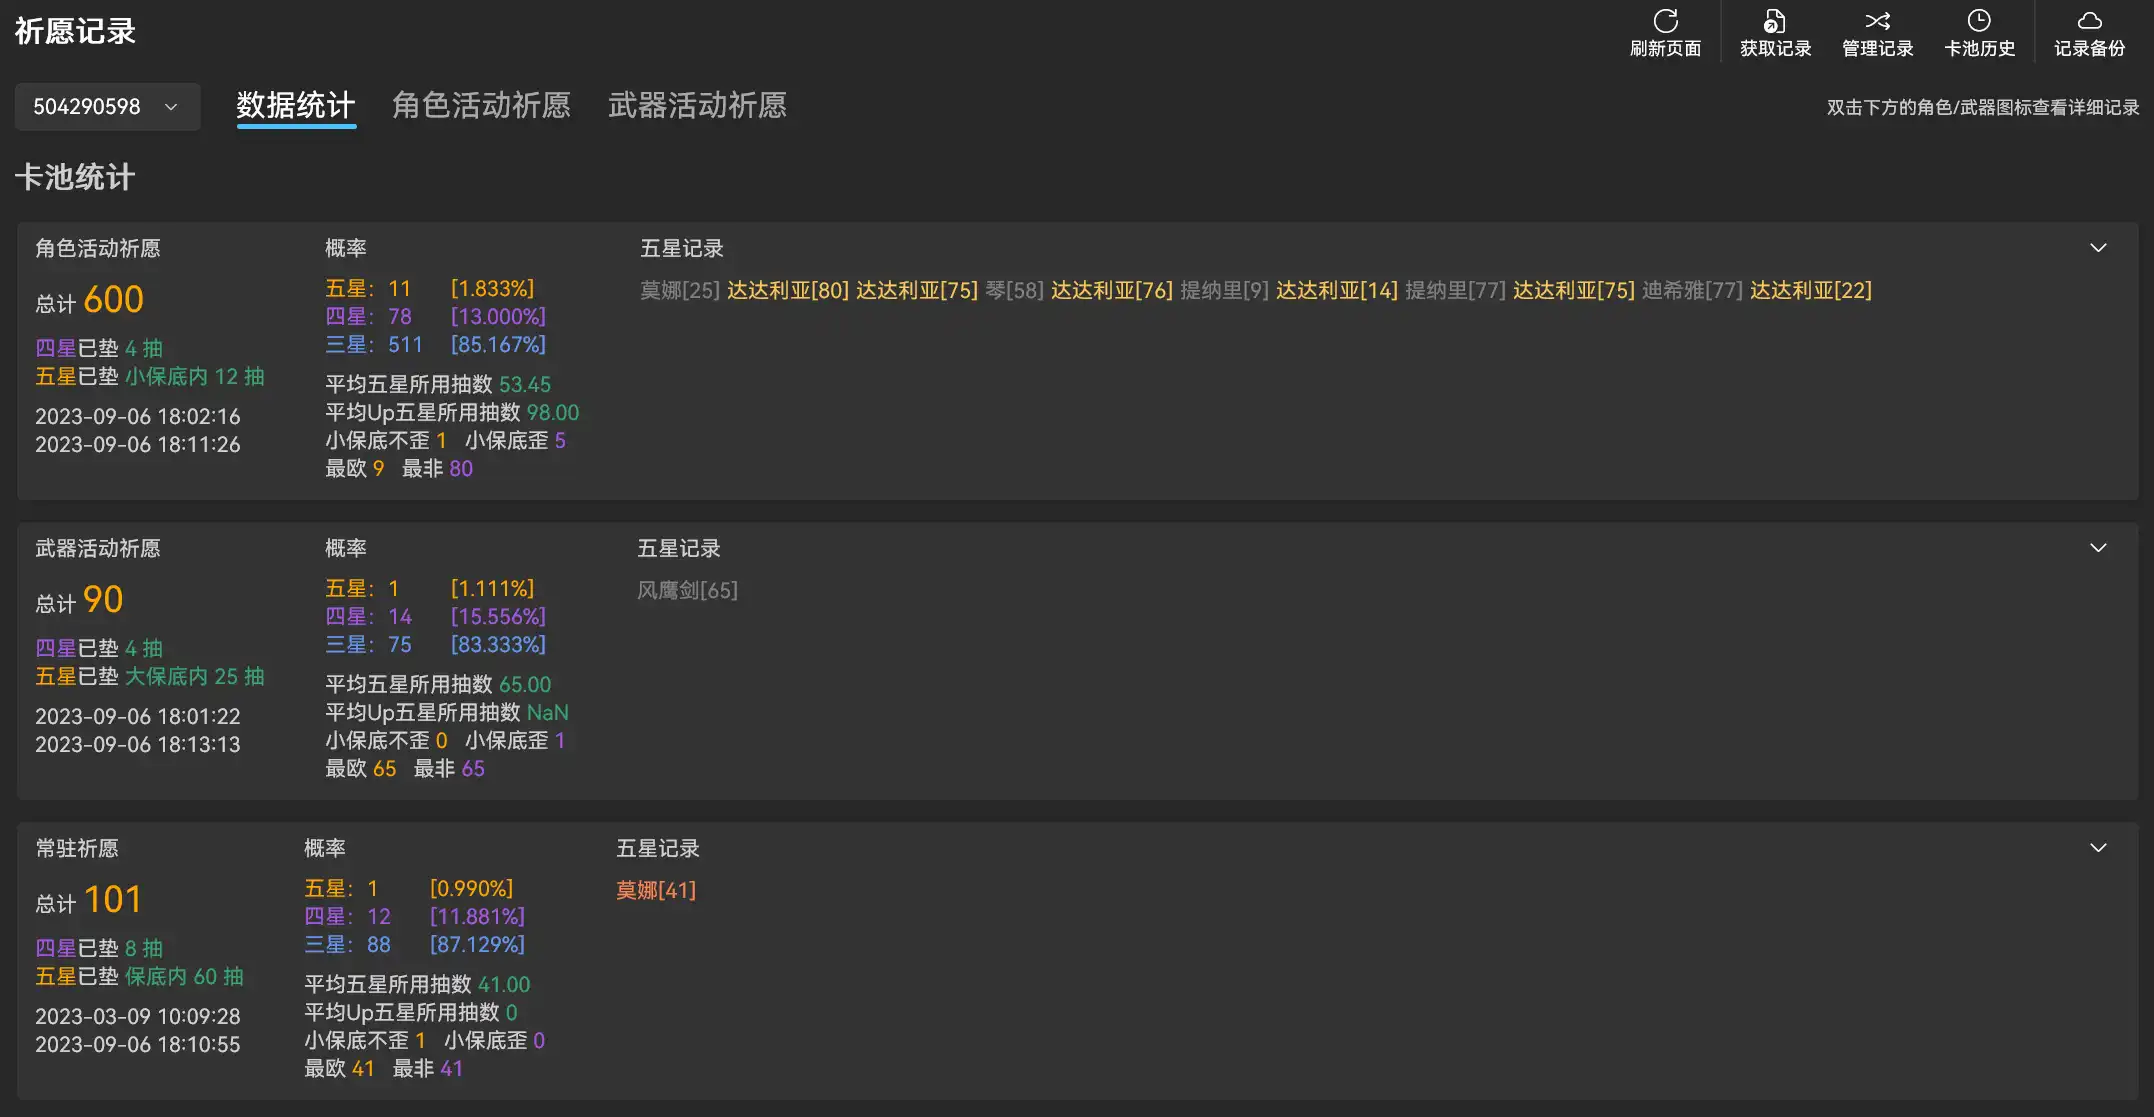 祈愿记录
刷新页面 获取记录 管理记录 卡池历史 记录备份
504290598 数据统计 角色活动祈愿 武器活动祈愿 双击下方的角色/武器图标查看详细记录
卡池统计
角色活动祈愿
总计 600
四星已垫 4 抽
五星已垫 小保底内 12 抽
2023-09-06 18:02:16
2023-09-06 18:11:26
概率
五星: 11 [1.833%]
四星: 78 [13.000%]
三星: 511 [85.167%]
平均五星所用抽数 53.45
平均Up五星所用抽数 98.00
小保底不歪 1 小保底歪 5
最欧 9 最非 80
五星记录
莫娜[25] 达达利亚[80] 达达利亚[75] 琴[58] 达达利亚[76] 提纳里[9] 达达利亚[14] 提纳里[77] 达达利亚[75] 迪希雅[77] 达达利亚[22]
武器活动祈愿
总计 90
四星已垫 4 抽
五星已垫 大保底内 25 抽
2023-09-06 18:01:22
2023-09-06 18:13:13
概率
五星: 1 [1.111%]
四星: 14 [15.556%]
三星: 75 [83.333%]
平均五星所用抽数 65.00
平均Up五星所用抽数 NaN
小保底不歪 0 小保底歪 1
最欧 65 最非 65
五星记录
风鹰剑[65]
常驻祈愿
总计 101
四星已垫 8 抽
五星已垫 保底内 60 抽
2023-03-09 10:09:28
2023-09-06 18:10:55
概率
五星: 1 [0.990%]
四星: 12 [11.881%]
三星: 88 [87.129%]
平均五星所用抽数 41.00
平均Up五星所用抽数 0
小保底不歪 1 小保底歪 0
最欧 41 最非 41
五星记录
莫娜[41]